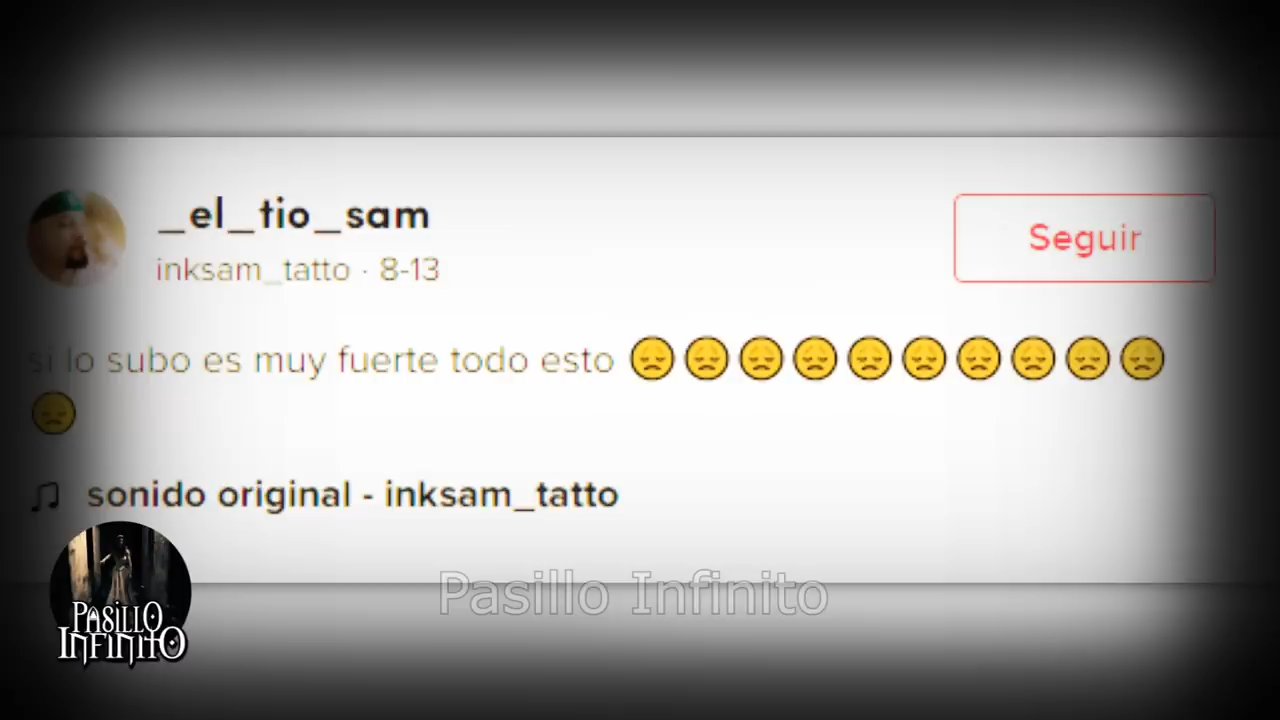 _el_tio_sam
inksam_tatto · 8-13
Seguir
si lo subo es muy fuerte todo esto 😞😞😞😞😞😞😞😞😞😞
😞
sonido original - inksam_tatto
Pasillo Infinito
PASILLO
INFINITO